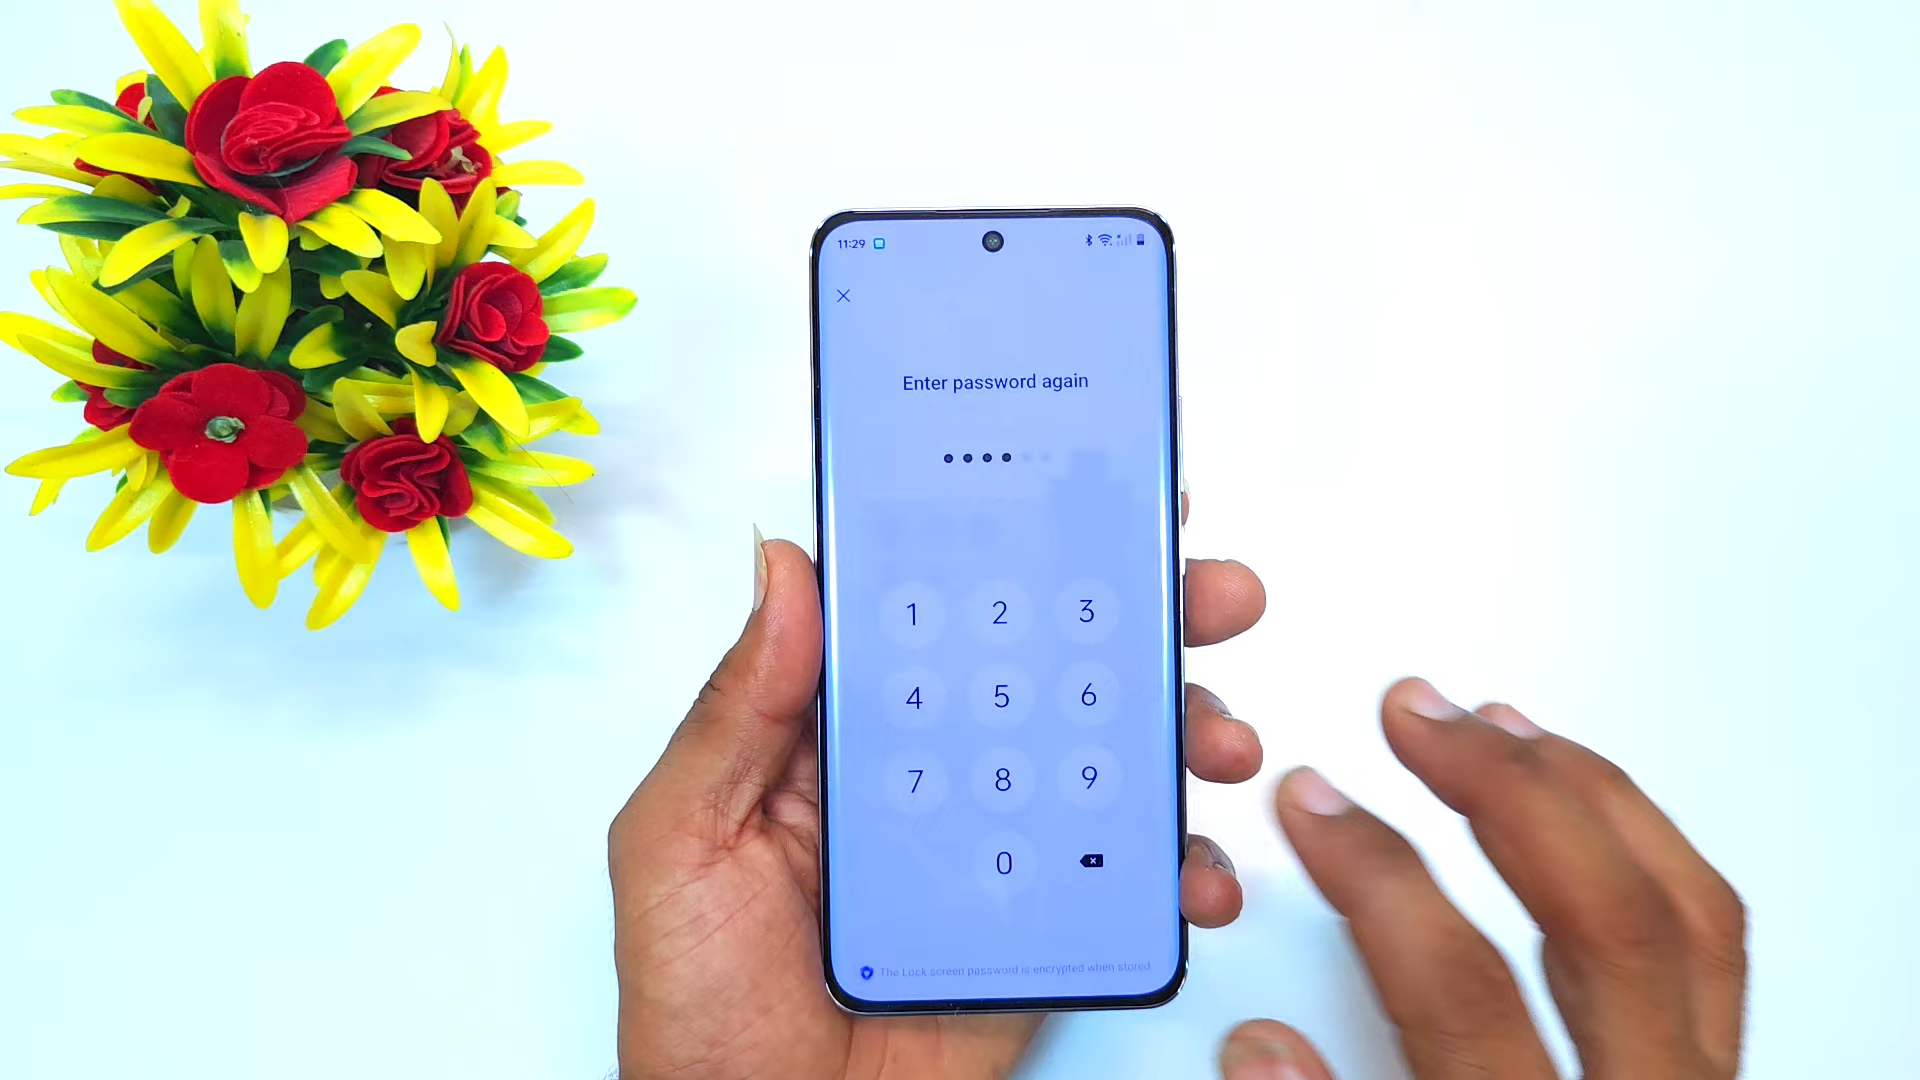 11:29
Enter password again
1 2 3
4 5 6
7 8 9
0
The Lock screen password is encrypted when stored